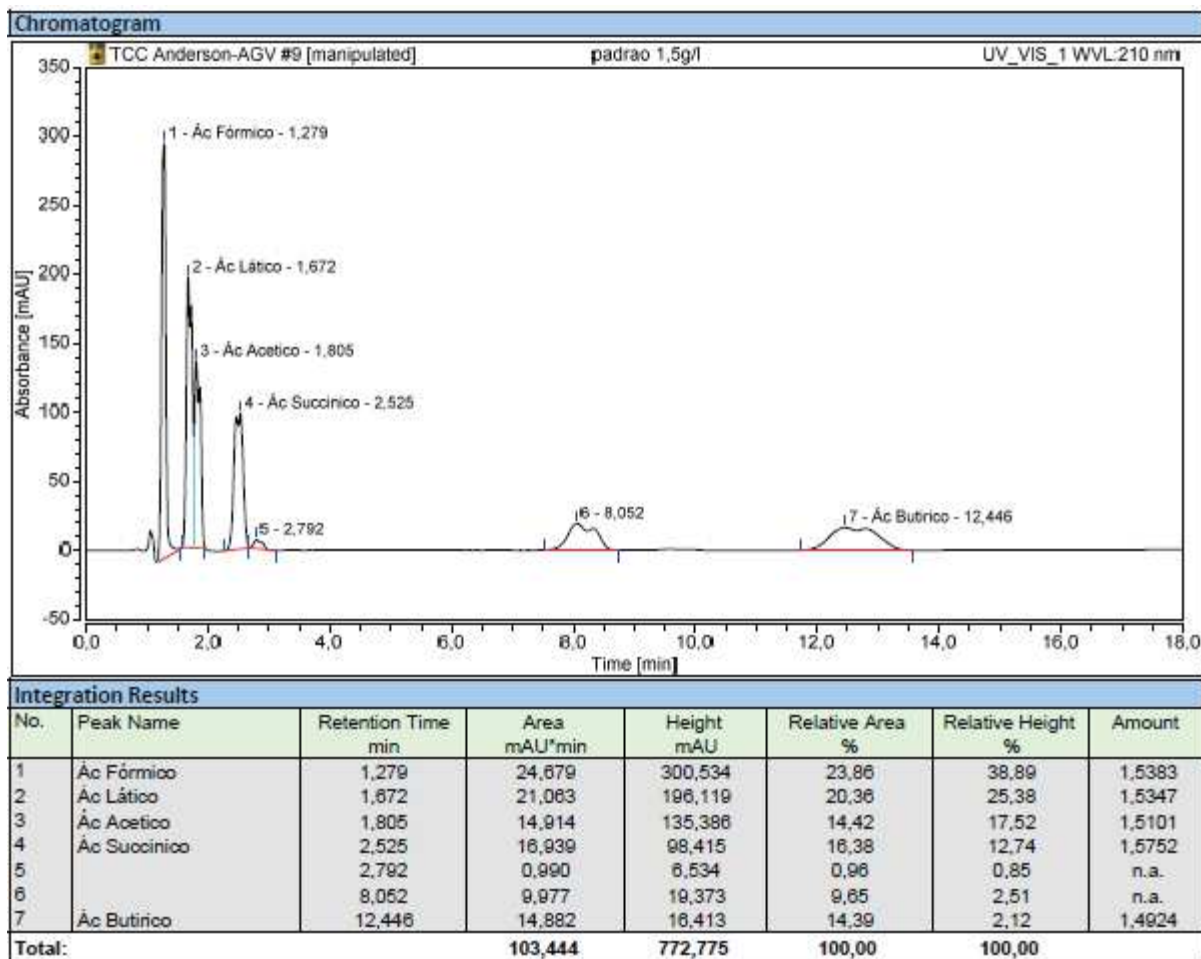 Chromatogram
TCC Anderson-AGV #9 [manipulated] padrao 1,5g/l UV_VIS_1 WVL:210 nm
350
300
250
200
150
100
50
0
-50
Absorbance [mAU]
1 - Ác Fórmico - 1,279
2 - Ác Lático - 1,672
3 - Ác Acetico - 1,805
4 - Ác Succinico - 2,525
5 - 2,792
6 - 8,052
7 - Ác Butirico - 12,446
0,0 2,0 4,0 6,0 8,0 10,0 12,0 14,0 16,0 18,0
Time [min]
Integration Results
No. Peak Name Retention Time Area Height Relative Area Relative Height Amount
min mAU*min mAU % %
1 Ác Fórmico 1,279 24,679 300,534 23,86 38,89 1,5383
2 Ác Lático 1,672 21,063 196,119 20,36 25,38 1,5347
3 Ác Acetico 1,805 14,914 135,386 14,42 17,52 1,5101
4 Ác Succinico 2,525 16,939 98,415 16,38 12,74 1,5752
5 2,792 0,990 6,534 0,96 0,85 n.a.
6 8,052 9,977 19,373 9,65 2,51 n.a.
7 Ác Butirico 12,446 14,882 16,413 14,39 2,12 1,4924
Total: 103,444 772,775 100,00 100,00